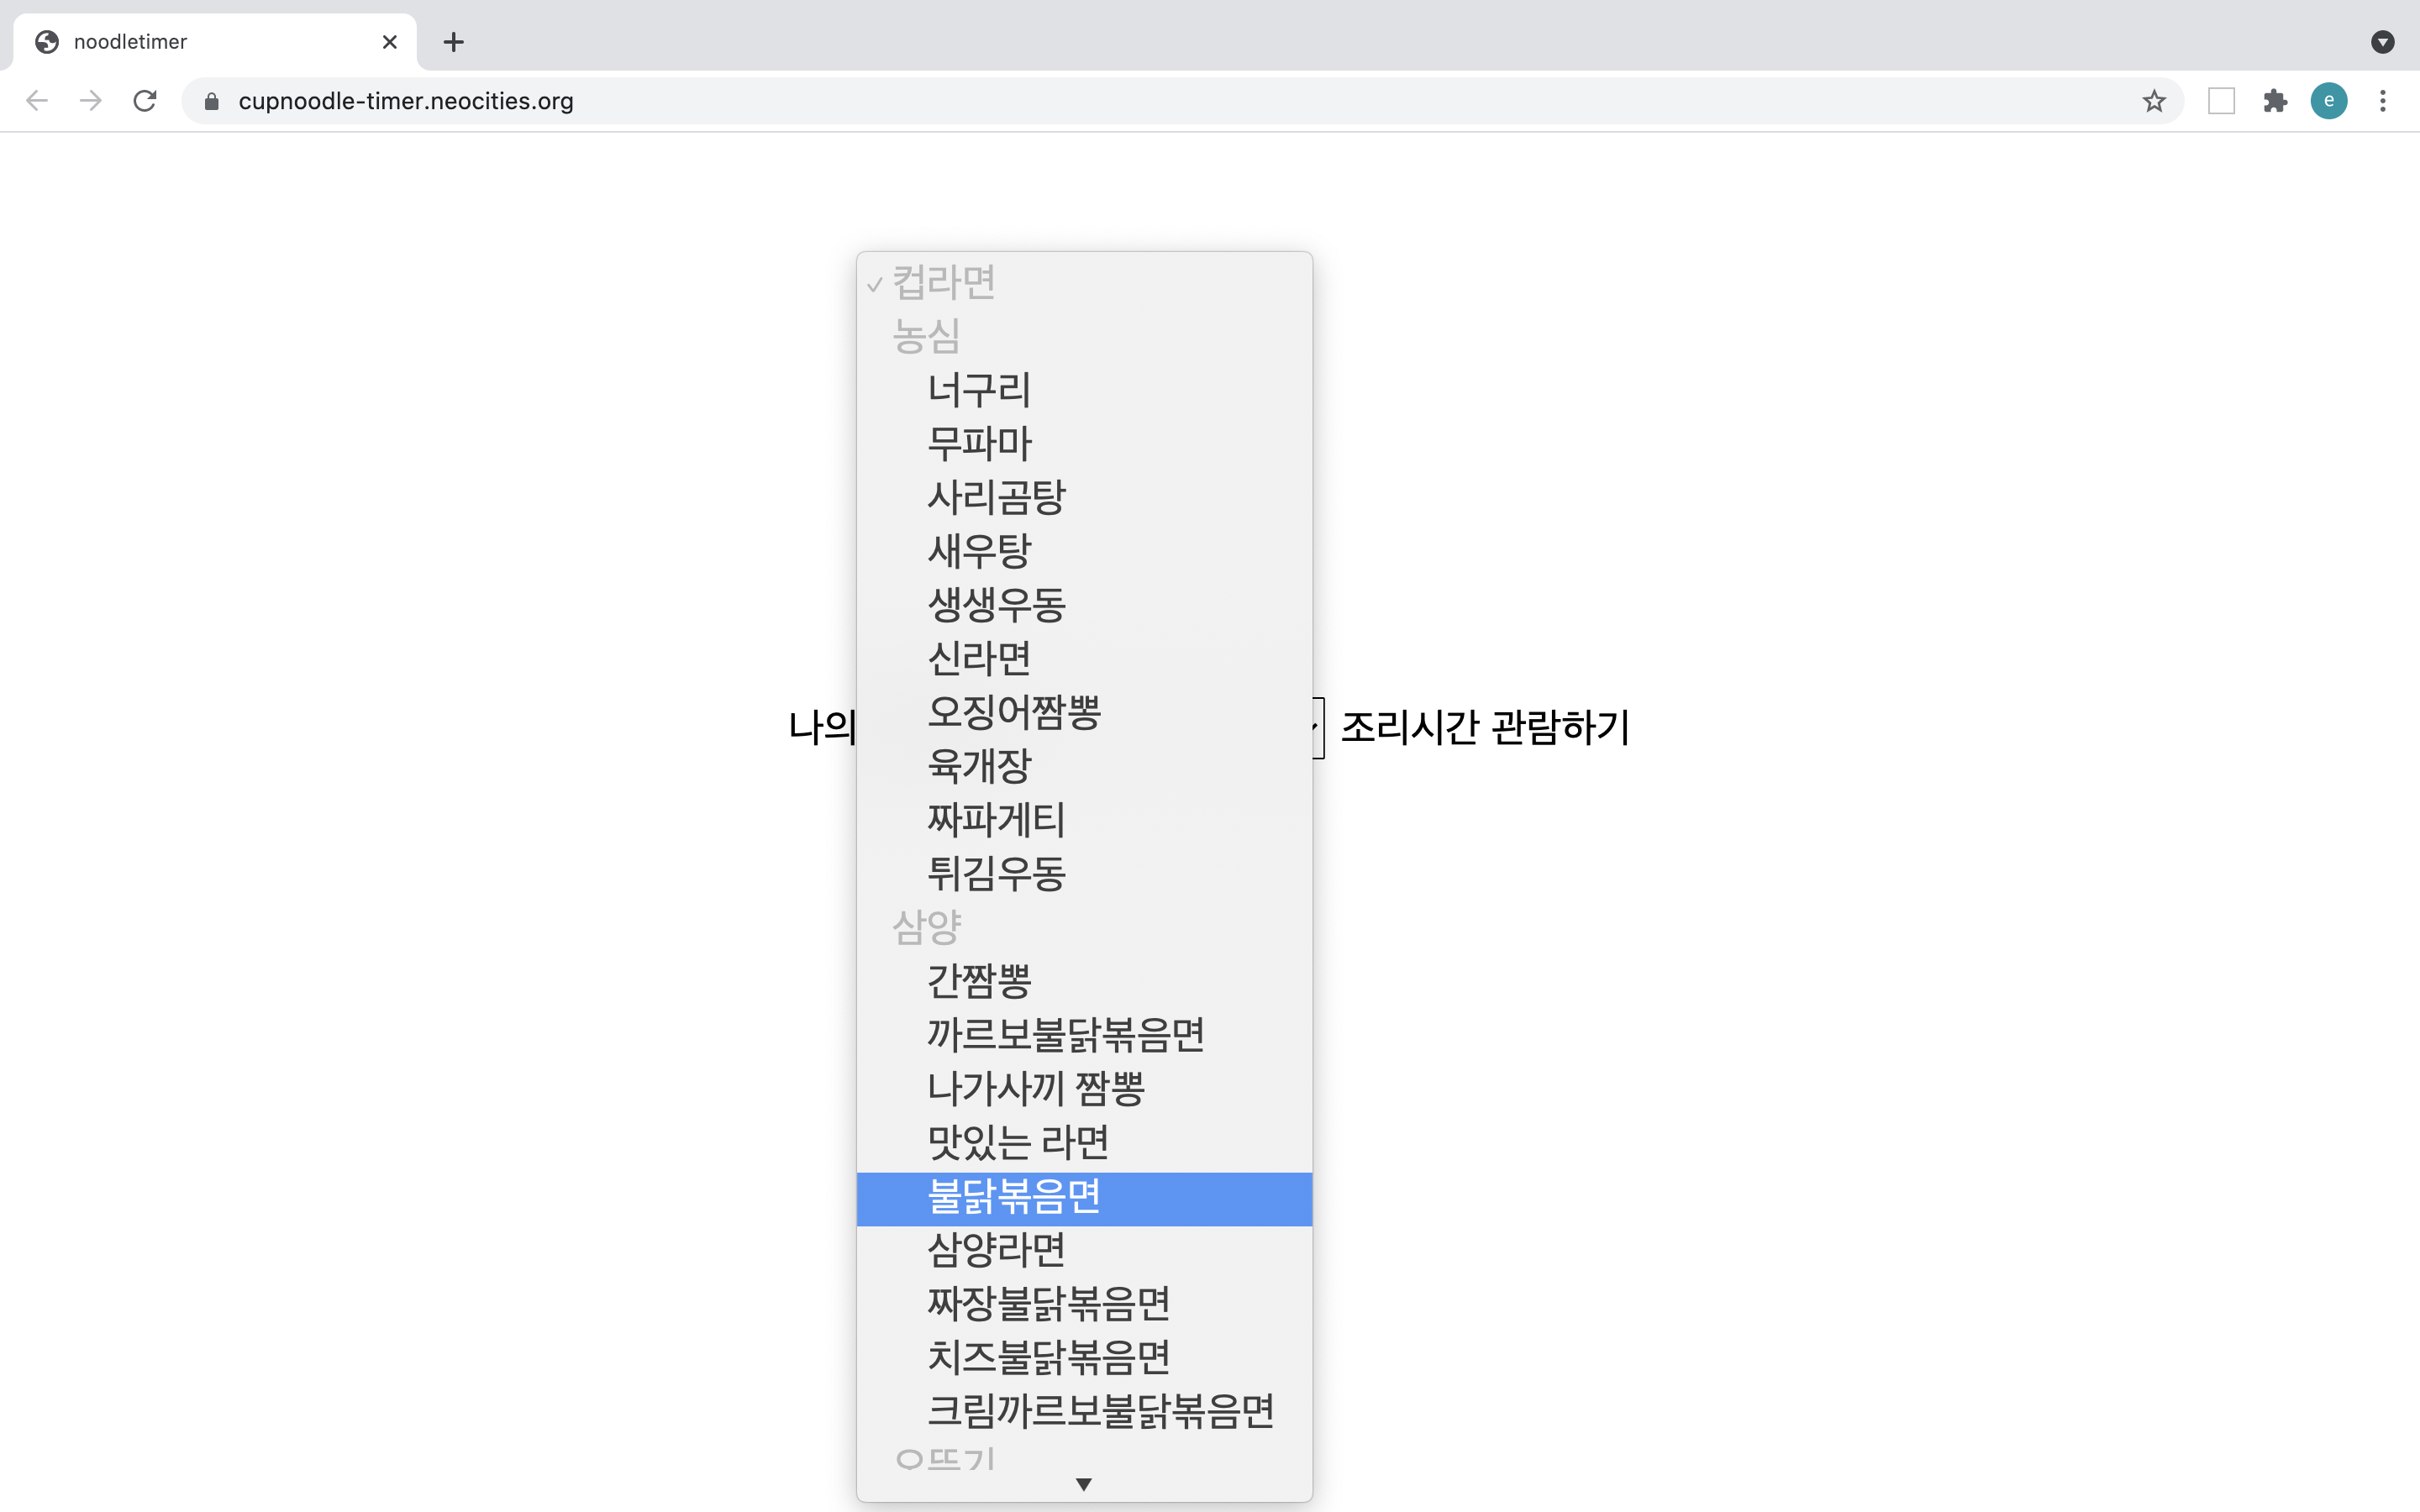 noodletimer
cupnoodle-timer.neocities.org
e
컵라면
농심
너구리
무파마
사리곰탕
새우탕
생생우동
신라면
나의
오징어짬뽕
조리시간 관람하기
육개장
짜파게티
튀김우동
삼양
간짬뽕
까르보불닭볶음면
나가사끼 짬뽕
맛있는 라면
불닭볶음면
삼양라면
짜장불닭볶음면
치즈불닭볶음면
크림까르보불닭볶음면
오뚜기